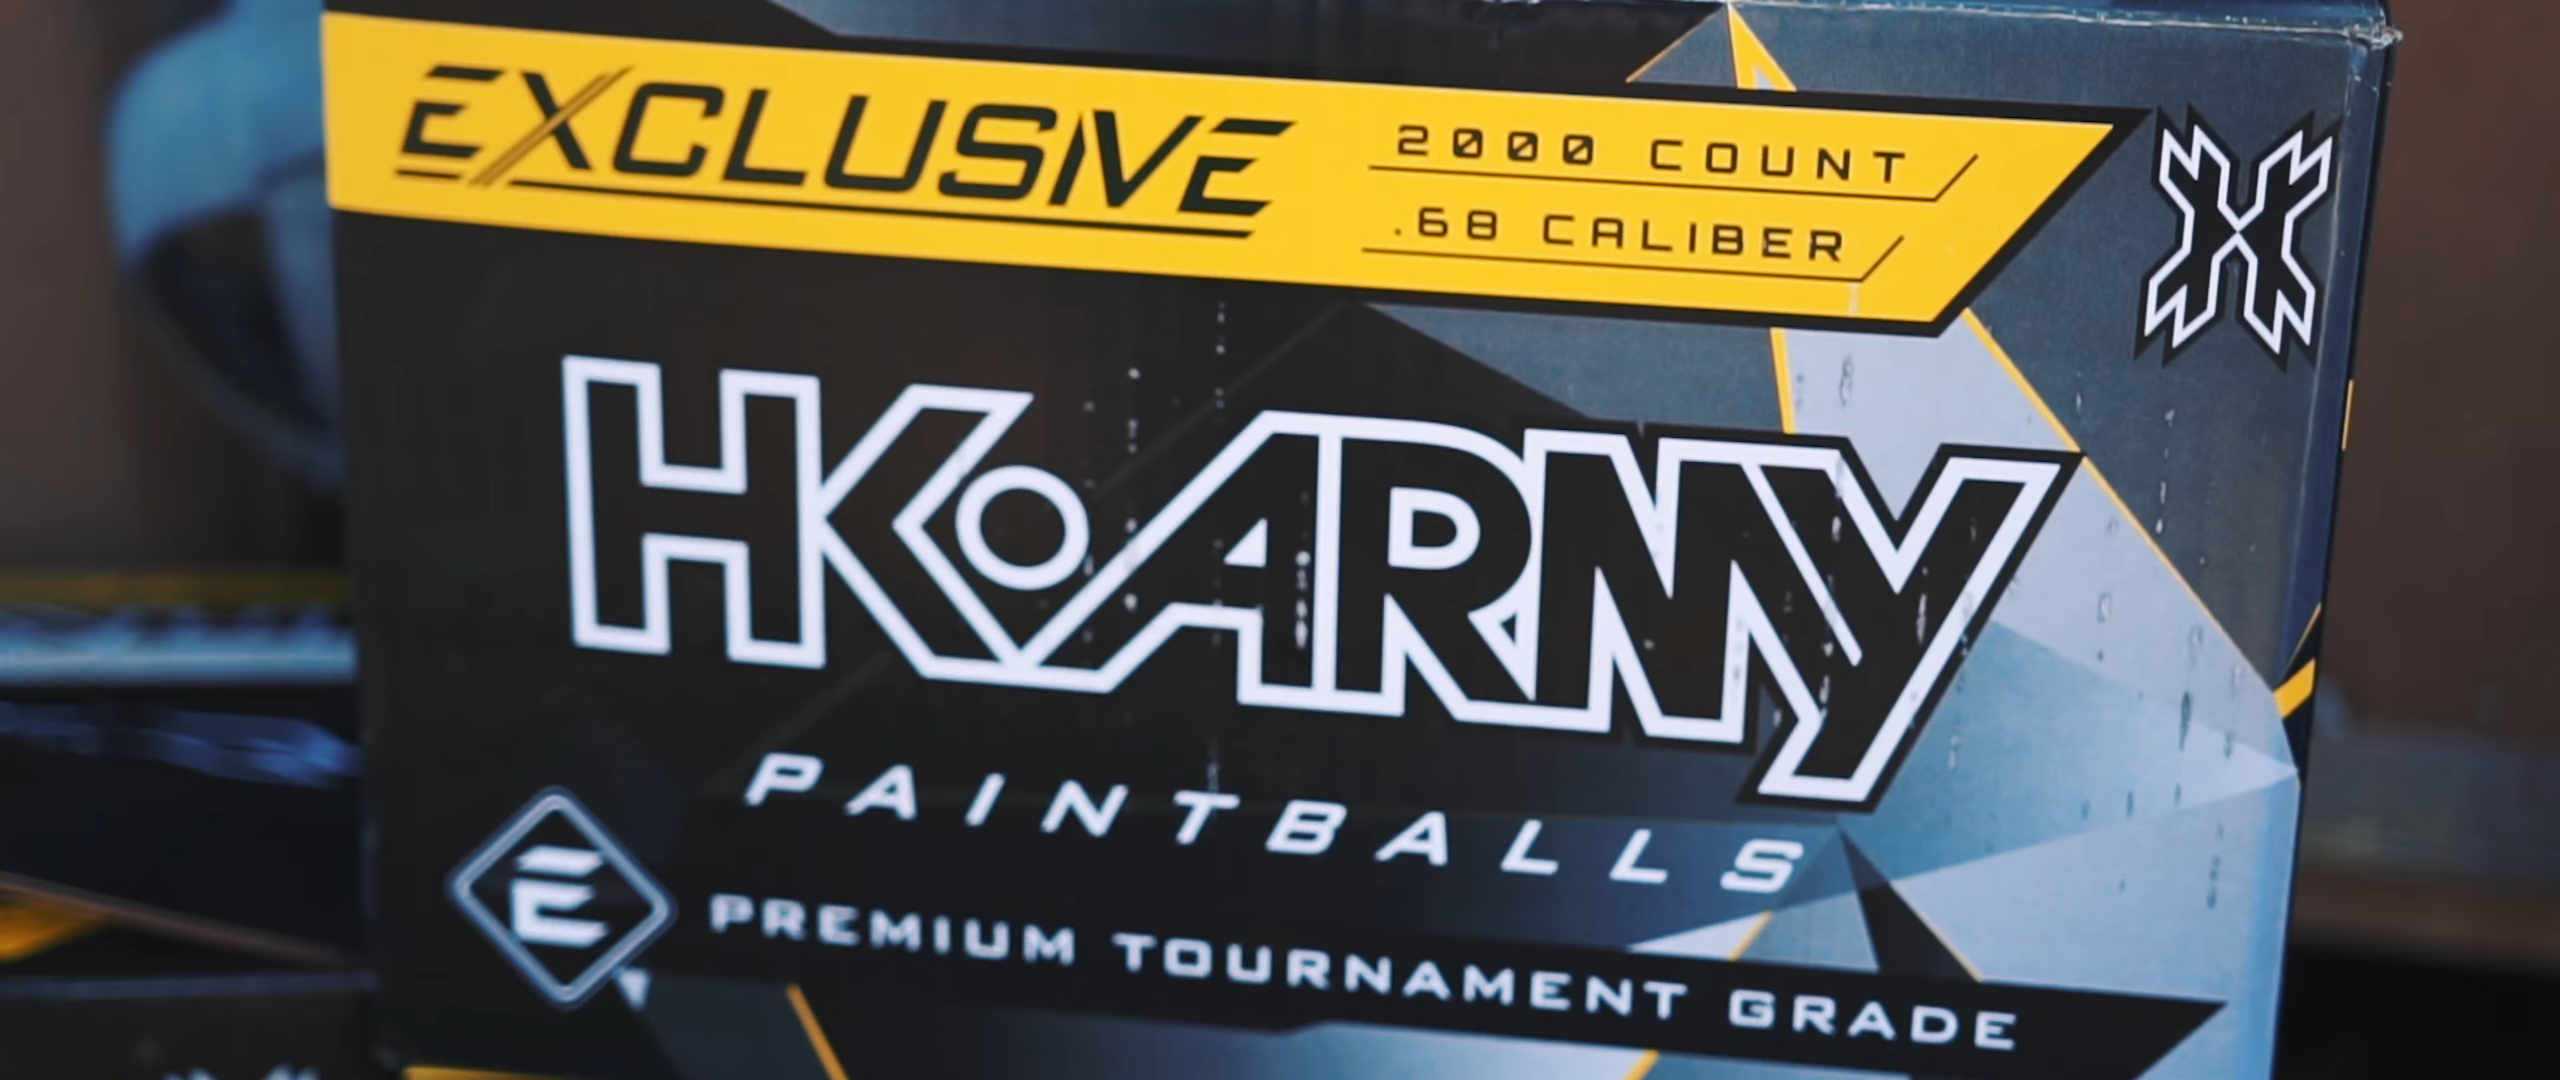 EXCLUSIVE
2000 COUNT
.68 CALIBER
HK ARMY
PAINTBALLS
E
PREMIUM TOURNAMENT GRADE